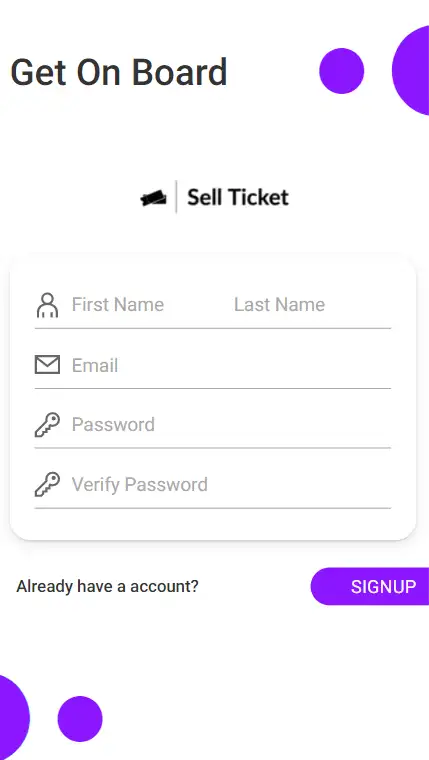 Get On Board
Sell Ticket
First Name Last Name
Email
Password
Verify Password
Already have a account? SIGNUP